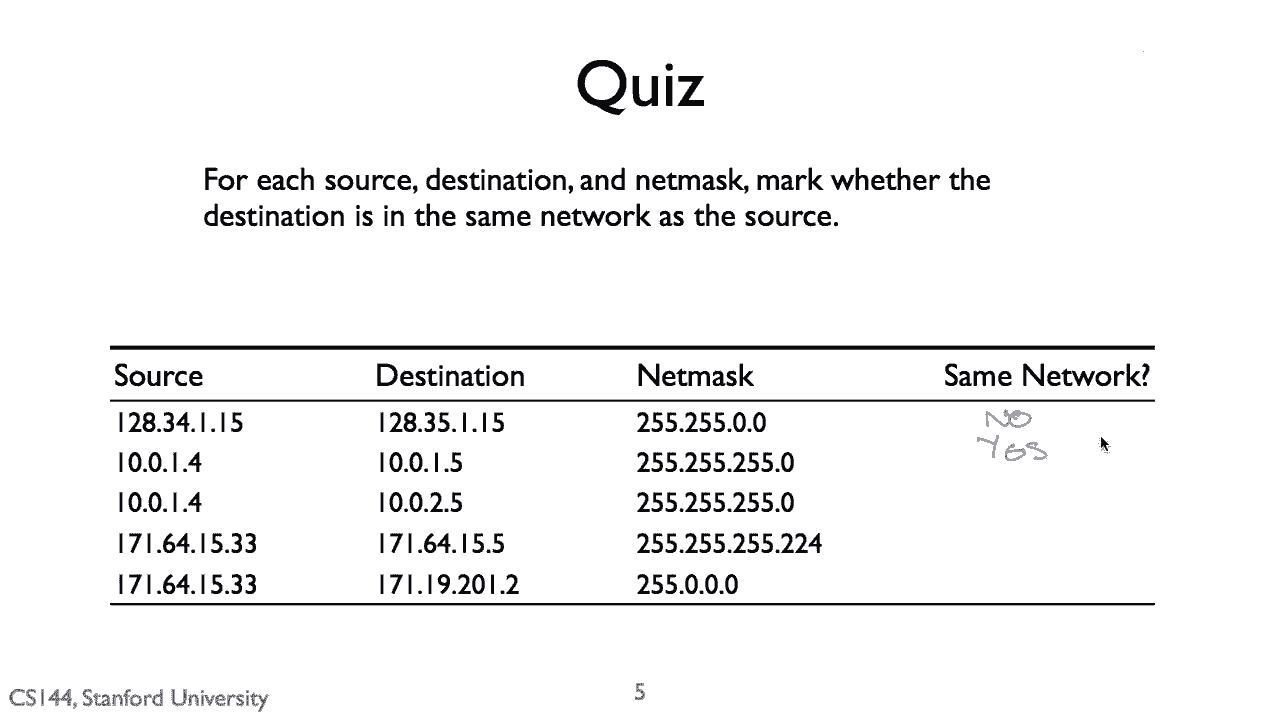 Quiz
For each source, destination, and netmask, mark whether the
destination is in the same network as the source.
Source Destination Netmask Same Network?
128.34.1.15 128.35.1.15 255.255.0.0 NO
10.0.1.4 10.0.1.5 255.255.255.0 YES
10.0.1.4 10.0.2.5 255.255.255.0
171.64.15.33 171.64.15.5 255.255.255.224
171.64.15.33 171.19.201.2 255.0.0.0
CS144, Stanford University 5